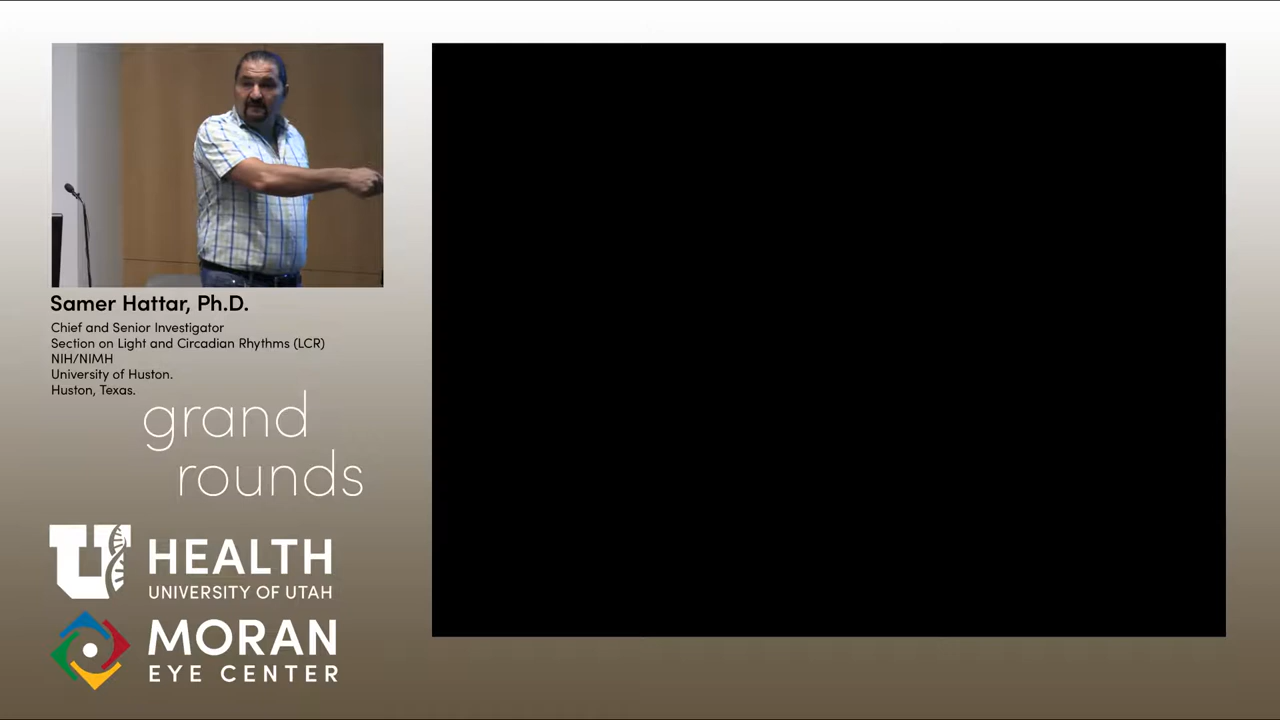 Samer Hattar, Ph.D.
Chief and Senior Investigator
Section on Light and Circadian Rhythms (LCR)
NIH/NIMH
University of Huston.
Huston, Texas.
grand
rounds
U HEALTH
UNIVERSITY OF UTAH
MORAN
EYE CENTER